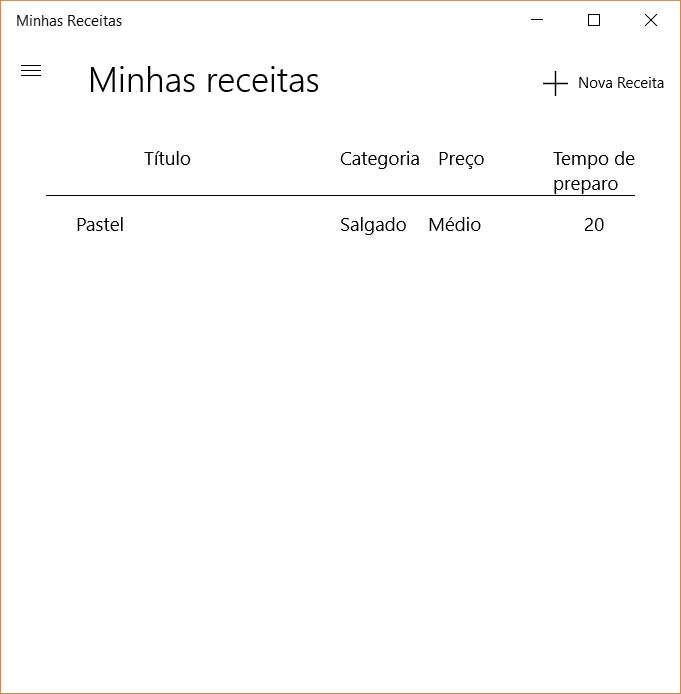 Minhas Receitas
Minhas receitas
Nova Receita
Título Categoria Preço Tempo de
preparo
Pastel Salgado Médio 20